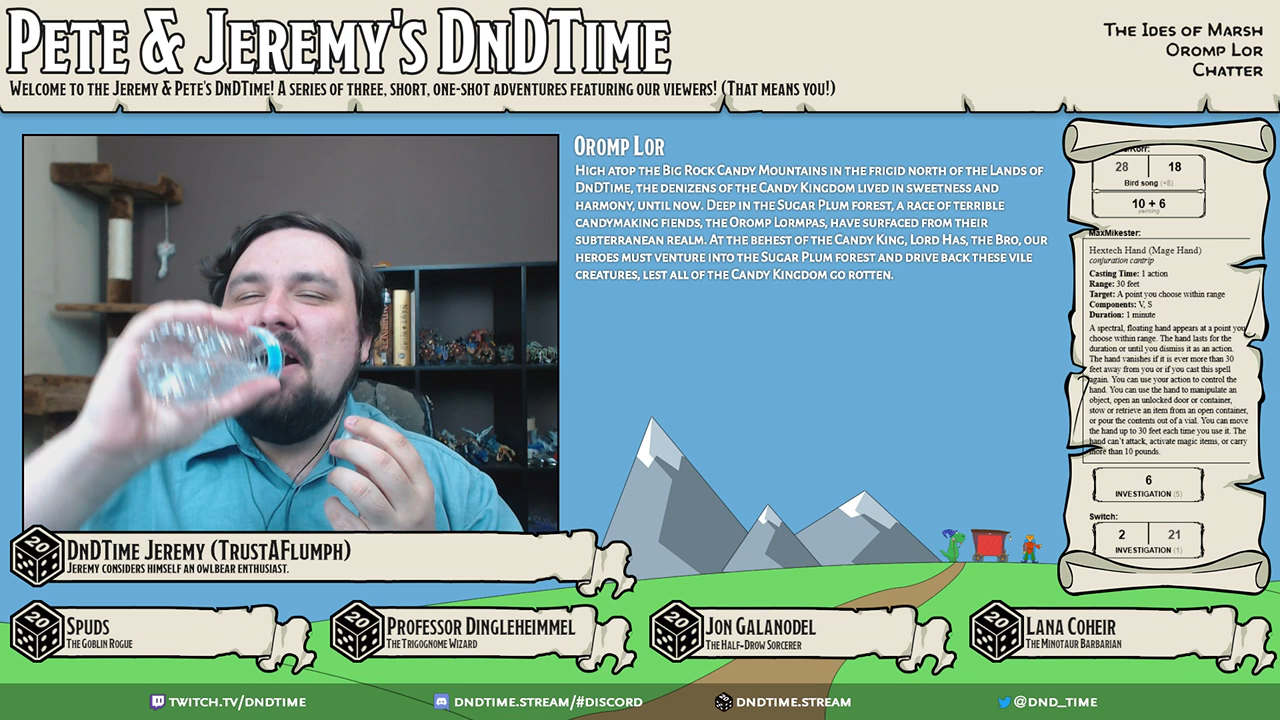 Pete & Jeremy's DnDTime
Welcome to the Jeremy & Pete's DnDTime! A series of three, short, one-shot adventures featuring our viewers! (That means you!)
The Ides of Marsh
Oromp Lor
Chatter
Oromp Lor
High atop the Big Rock Candy Mountains in the frigid north of the Lands of
DnDTime, the denizens of the Candy Kingdom lived in sweetness and
harmony, until now. Deep in the Sugar Plum Forest, a race of terrible
candymaking fiends, the Oromp Lormpas, have surfaced from their
subterranean realm. At the behest of the Candy King, Lord Has, the Bro, our
heroes must venture into the Sugar Plum Forest and drive back these vile
creatures, lest all of the Candy Kingdom go rotten.
28 18
Bird song (+8)
10 + 6
piercing
MaxMikester:
Hextech Hand (Mage Hand)
conjuration cantrip
Casting Time: 1 action
Range: 30 feet
Target: A point you choose within range
Components: V, S
Duration: 1 minute
A spectral, floating hand appears at a point you
choose within range. The hand lasts for the
duration or until you dismiss it as an action.
The hand vanishes if it is ever more than 30
feet away from you or if you cast this spell
again. You can use your action to control the
hand. You can use the hand to manipulate an
object, open an unlocked door or container,
stow or retrieve an item from an open container,
or pour the contents out of a vial. You can move
the hand up to 30 feet each time you use it. The
hand can't attack, activate magic items, or carry
more than 10 pounds.
6
INVESTIGATION (5)
Switch:
2 21
INVESTIGATION (1)
DnDTime Jeremy (TrustAFlumph)
Jeremy considers himself an owlbear enthusiast.
Spuds
The Goblin Rogue
Professor Dingleheimmel
The Trigognome Wizard
Jon Galanodel
The Half-Drow Sorcerer
Lana Coheir
The Minotaur Barbarian
20
20
20
20
20
twitch.tv/dndtime
dndtime.stream/#discord
dndtime.stream
@dnd_time